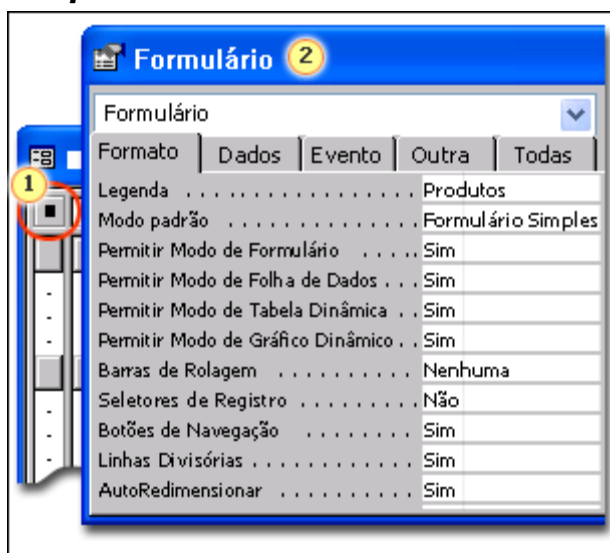 Formulário 2
Formulário
Formato Dados Evento Outra Todas
1
Legenda . . . . . . . . . . . . . . . . . . Produtos
Modo padrão . . . . . . . . . . . . . . Formulário Simples
Permitir Modo de Formulário . . . . . Sim
Permitir Modo de Folha de Dados . . . Sim
Permitir Modo de Tabela Dinâmica . . Sim
Permitir Modo de Gráfico Dinâmico . . Sim
Barras de Rolagem . . . . . . . . . . Nenhuma
Seletores de Registro . . . . . . . . . Não
Botões de Navegação . . . . . . . . Sim
Linhas Divisórias . . . . . . . . . . . . Sim
AutoRedimensionar . . . . . . . . . . Sim